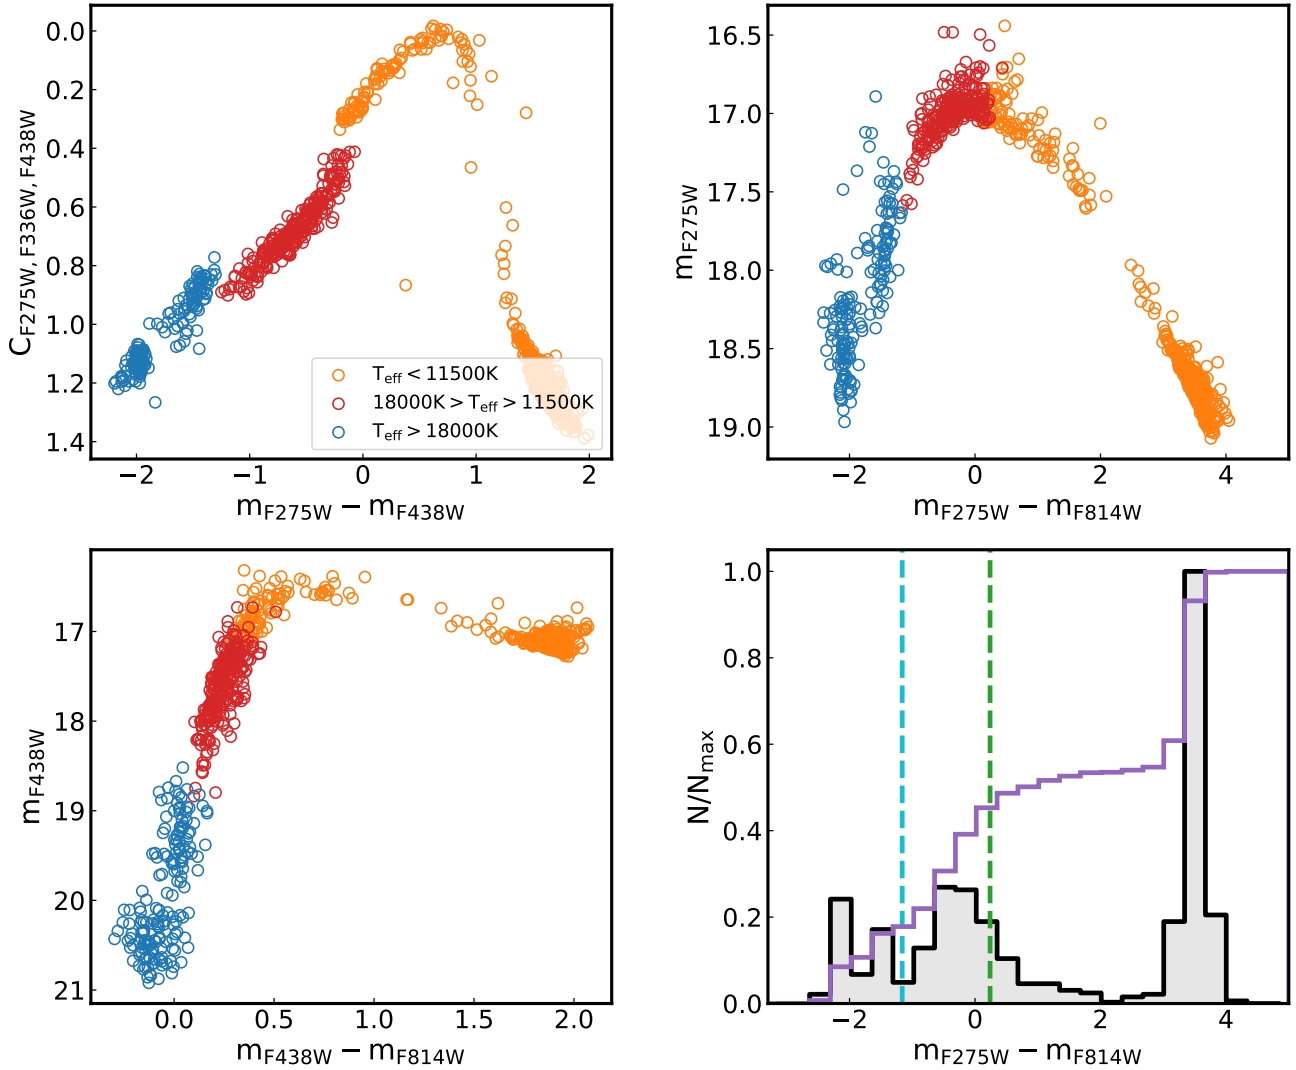 0.0
0.2
0.4
0.6
0.8
1.0
1.2
1.4
C_F275W, F336W, F438W
T_eff < 11500K
18000K > T_eff > 11500K
T_eff > 18000K
−2 −1 0 1 2
m_F275W − m_F438W
16.5
17.0
17.5
18.0
18.5
19.0
m_F275W
−2 0 2 4
m_F275W − m_F814W
17
18
19
20
21
m_F438W
0.0 0.5 1.0 1.5 2.0
m_F438W − m_F814W
1.0
0.8
0.6
0.4
0.2
0.0
N/N_max
−2 0 2 4
m_F275W − m_F814W